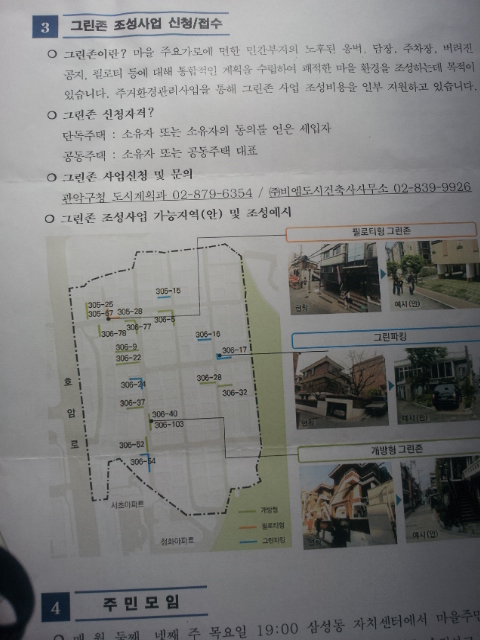 3 그린존 조성사업 신청/접수
○ 그린존이란? 마을 주요가로에 면한 민간부지의 노후된 옹벽, 담장, 주차장, 버려진
공지, 필로티 등에 대해 통합적인 계획을 수립하여 쾌적한 마을 환경을 조성하는데 목적이
있습니다. 주거환경관리사업을 통해 그린존 사업 조성비용을 일부 지원하고 있습니다.
○ 그린존 신청자격?
단독주택 : 소유자 또는 소유자의 동의를 얻은 세입자
공동주택 : 소유자 또는 공동주택 대표
○ 그린존 사업신청 및 문의
관악구청 도시계획과 02-879-6354 / ㈜비엠도시건축사사무소 02-839-9926
○ 그린존 조성사업 가능지역(안) 및 조성예시
필로티형 그린존
예시(안)
그린파킹
예시(안)
개방형 그린존
예시(안)
306-15
306-25
306-67
306-28
306-5
306-77
306-78
306-16
306-9
306-22
306-17
306-24
306-28
306-32
306-37
306-40
306-103
306-52
306-54
호암로
서초아파트
개방형
필로티형
그린파킹
4 주민모임
○ 매월 둘째, 넷째 주 목요일 19:00 삼성동 자치센터에서 마을주민